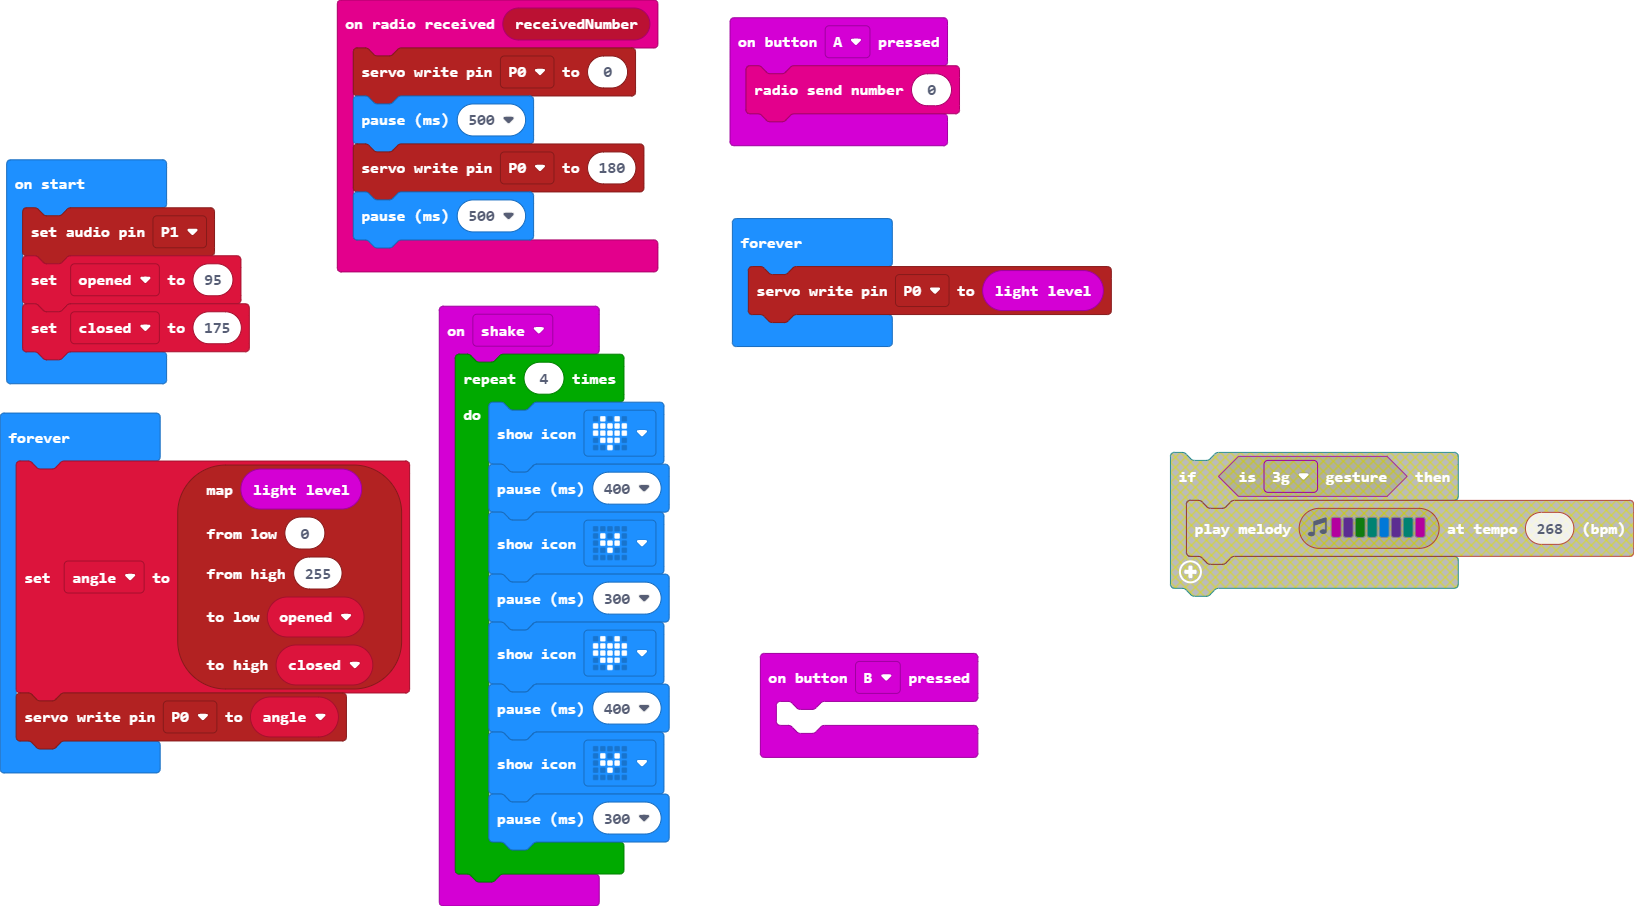 on start
set audio pin P1
set opened to 95
set closed to 175
forever
set angle to
map light level
from low 0
from high 255
to low opened
to high closed
servo write pin P0 to angle
on radio received receivedNumber
servo write pin P0 to 0
pause (ms) 500
servo write pin P0 to 180
pause (ms) 500
on shake
repeat 4 times
do
show icon
pause (ms) 400
show icon
pause (ms) 300
show icon
pause (ms) 400
show icon
pause (ms) 300
on button A pressed
radio send number 0
forever
servo write pin P0 to light level
on button B pressed
if is 3g gesture then
play melody at tempo 268 (bpm)